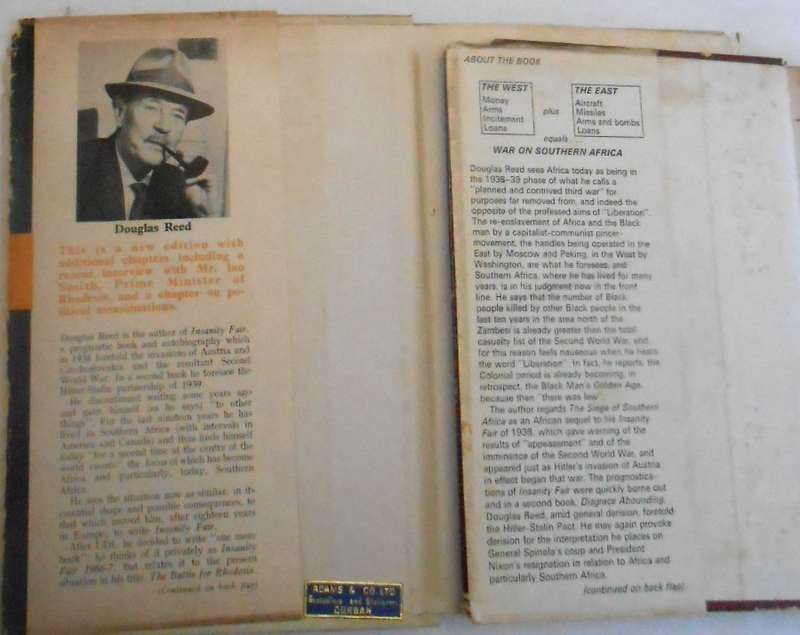 Douglas Reed
This is a new edition with
additional chapters including a
recent interview with Mr. Ian
Smith, Prime Minister of
Rhodesia, and a chapter on po-
litical assassinations.
Douglas Reed is the author of Insanity Fair,
a prognostic book and autobiography which
in 1938 foretold the invasions of Austria and
Czechoslovakia and the resultant Second
World War. In a second book he foresaw the
Hitler-Stalin partnership of 1939.
He discontinued writing some years ago
and gave himself (as he says) "to other
things". For the last nineteen years he has
lived in Southern Africa (with intervals in
America and Canada) and thus feels himself
today "for a second time at the centre of the
world events", the focus of which has become
Africa and particularly, today, Southern
Africa.
He sees the situation now as similar, in its
essential shape and possible consequences, to
that which moved him, after eighteen years
in Europe, to write Insanity Fair.
After UDI, he decided to write "one more
book"; he thinks of it privately as Insanity
Fair 1966-7, but relates it to the present
situation in his title, The Battle for Rhodesia.
(Continued on back flap)
ADAMS & CO LTD
Booksellers and Stationers
DURBAN
ABOUT THE BOOK
THE WEST
Money
Arms
Incitement
Loans
plus
THE EAST
Aircraft
Missiles
Arms and bombs
Loans
equals . . .
WAR ON SOUTHERN AFRICA
Douglas Reed sees Africa today as being in
the 1938-39 phase of what he calls a
"planned and contrived third war" for
purposes far removed from, and indeed the
opposite of the professed aims of "Liberation".
The re-enslavement of Africa and the Black
man by a capitalist-communist pincer-
movement, the handles being operated in the
East by Moscow and Peking, in the West by
Washington, are what he foresees, and
Southern Africa, where he has lived for many
years, is in his judgment now in the front
line. He says that the number of Black
people killed by other Black people in the
last ten years in the area north of the
Zambesi is already greater than the total
casualty list of the Second World War, and
for this reason feels nauseous when he hears
the word "Liberation". In fact, he reports, the
Colonial period is already becoming, in
retrospect, the Black Man's Golden Age,
because then "there was law".
The author regards The Siege of Southern
Africa as an African sequel to his Insanity
Fair of 1938, which gave warning of the
results of "appeasement" and of the
imminence of the Second World War, and
appeared just as Hitler's invasion of Austria
in effect began that war. The prognostica-
tions of Insanity Fair were quickly borne out
and in a second book, Disgrace Abounding,
Douglas Reed, amid general derision, foretold
the Hitler-Stalin Pact. He may again provoke
derision for the interpretation he places on
General Spinola's coup and President
Nixon's resignation in relation to Africa and
particularly Southern Africa.
(continued on back flap)